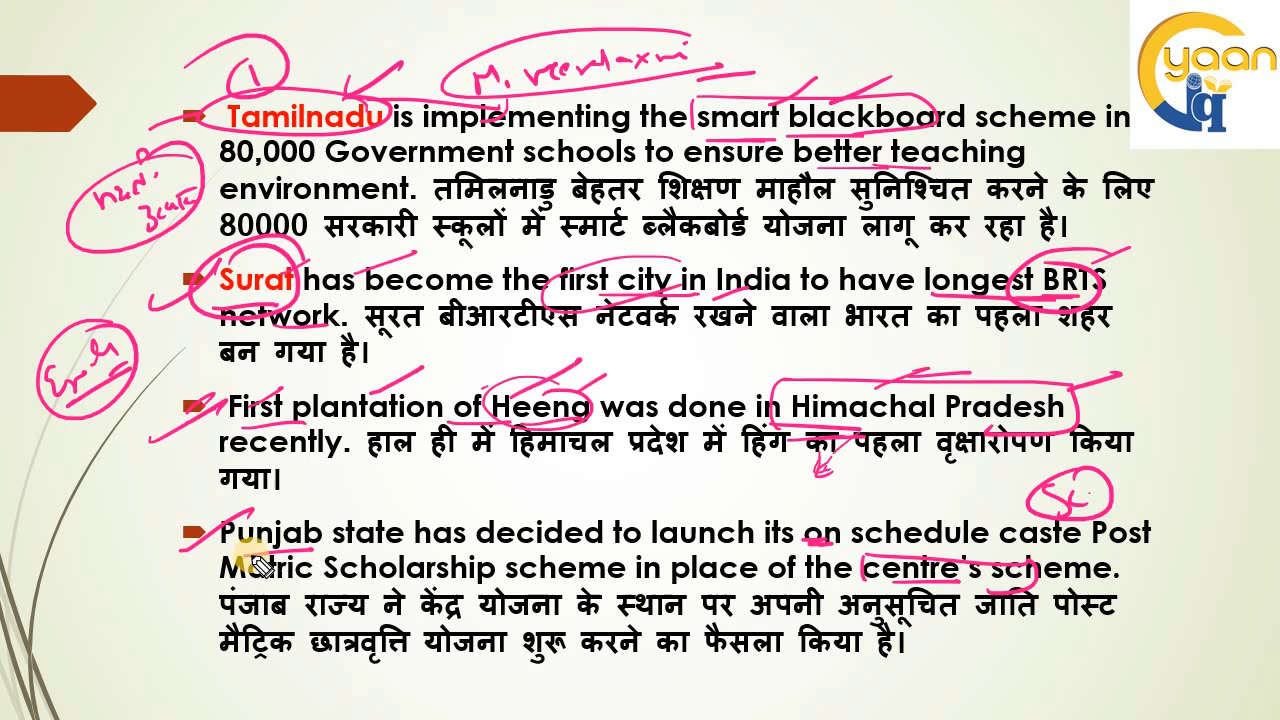 yaan
iq
1
M. veeralaxmi
Tamilnadu is implementing the smart blackboard scheme in
80,000 Government schools to ensure better teaching
environment. तमिलनाडु बेहतर शिक्षण माहौल सुनिश्चित करने के लिए
80000 सरकारी स्कूलों में स्मार्ट ब्लैकबोर्ड योजना लागू कर रहा है।
Surat has become the first city in India to have longest BRTS
network. सूरत बीआरटीएस नेटवर्क रखने वाला भारत का पहला शहर
बन गया है।
First plantation of Heeng was done in Himachal Pradesh
recently. हाल ही में हिमाचल प्रदेश में हिंग का पहला वृक्षारोपण किया
गया।
Sc
Punjab state has decided to launch its on schedule caste Post
Matric Scholarship scheme in place of the centre's scheme.
पंजाब राज्य ने केंद्र योजना के स्थान पर अपनी अनुसूचित जाति पोस्ट
मैट्रिक छात्रवृत्ति योजना शुरू करने का फैसला किया है।